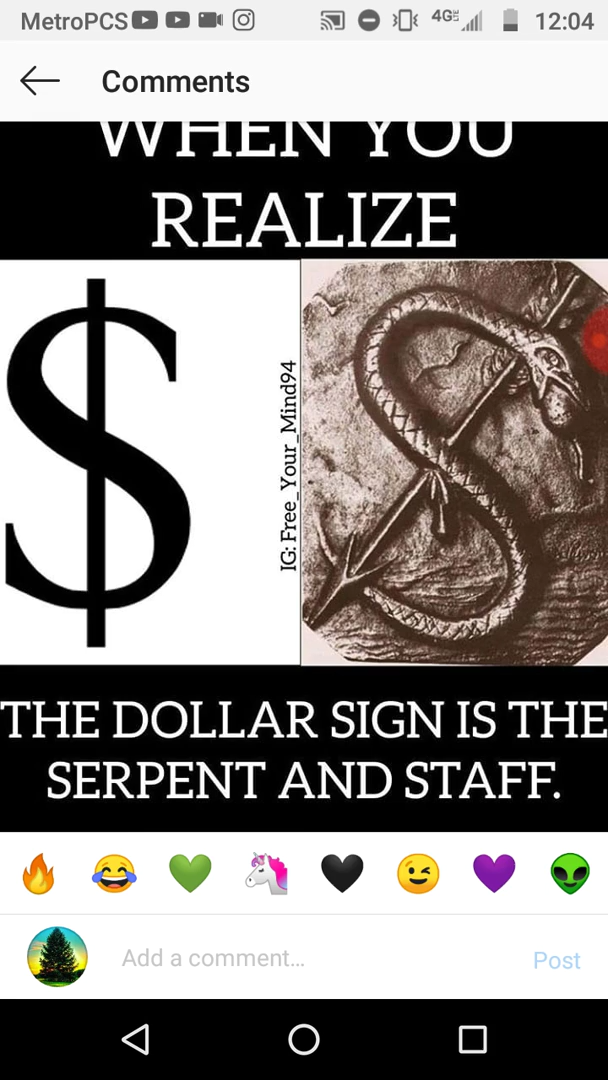 MetroPCS 4G LTE 12:04
Comments
WHEN YOU
REALIZE
IG: Free_Your_Mind94
THE DOLLAR SIGN IS THE
SERPENT AND STAFF.
Add a comment...
Post